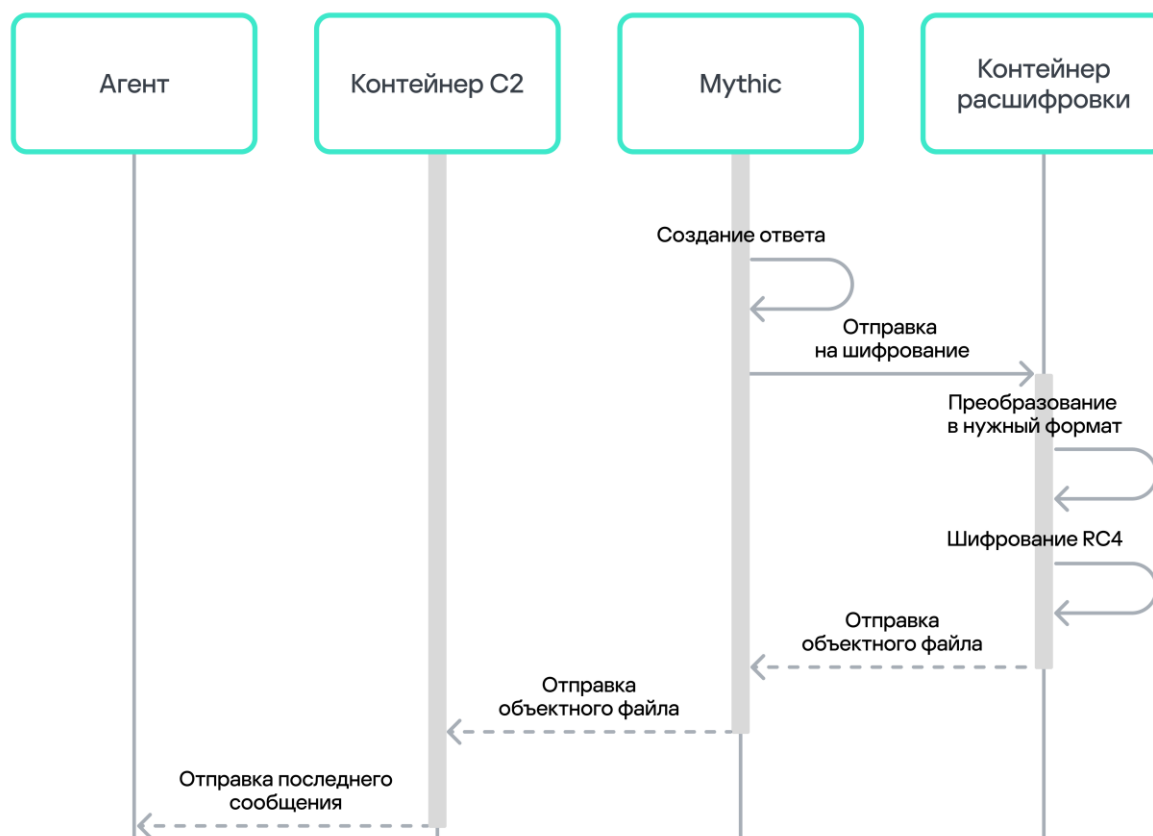 Агент
Контейнер C2
Mythic
Контейнер
расшифровки
Создание ответа
Отправка
на шифрование
Преобразование
в нужный формат
Шифрование RC4
Отправка
объектного файла
Отправка
объектного файла
Отправка последнего
сообщения